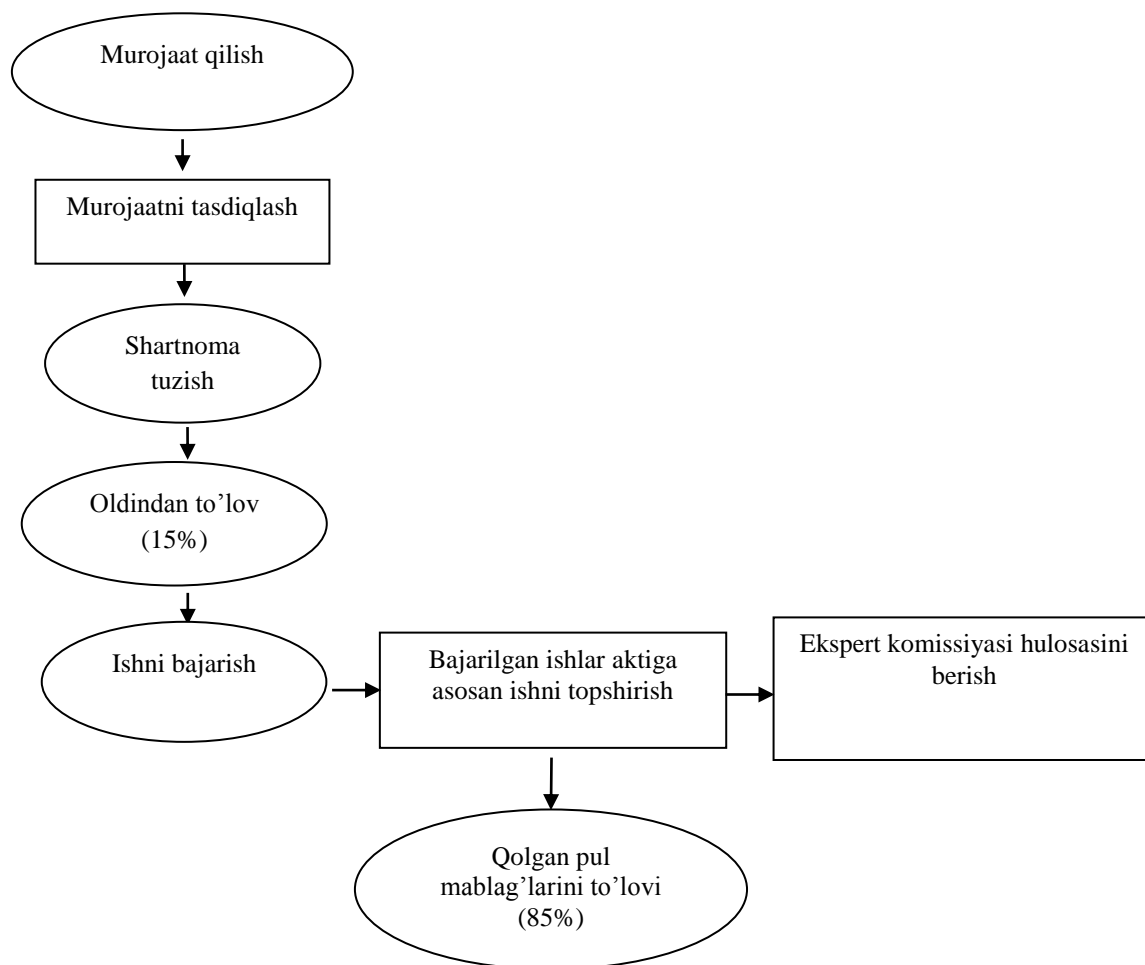 Murojaat qilish
Murojaatni tasdiqlash
Shartnoma
tuzish
Oldindan to’lov
(15%)
Ishni bajarish
Bajarilgan ishlar aktiga
asosan ishni topshirish
Ekspert komissiyasi hulosasini
berish
Qolgan pul
mablag’larini to’lovi
(85%)